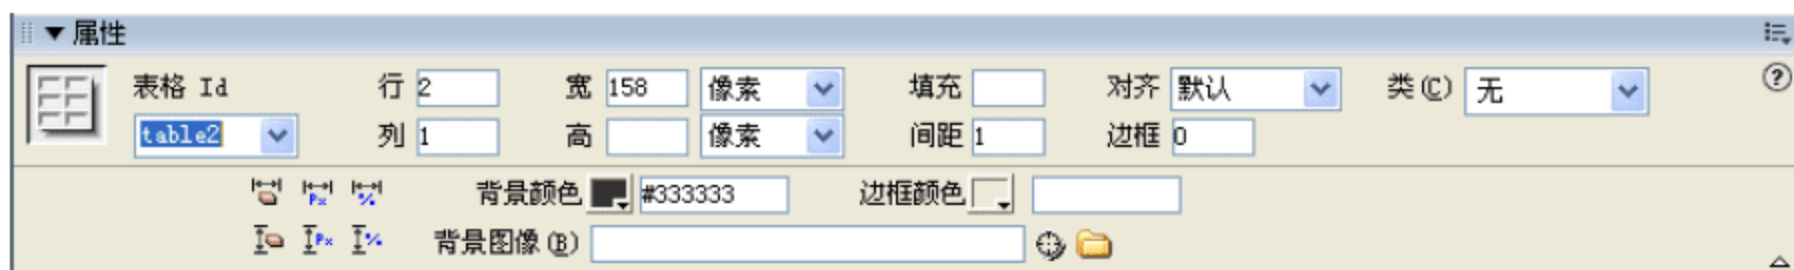 属性
表格 Id 行 2 宽 158 像素 填充 对齐 默认 类(C) 无
table2 列 1 高 像素 间距 1 边框 0
背景颜色 #333333 边框颜色
背景图像(B)